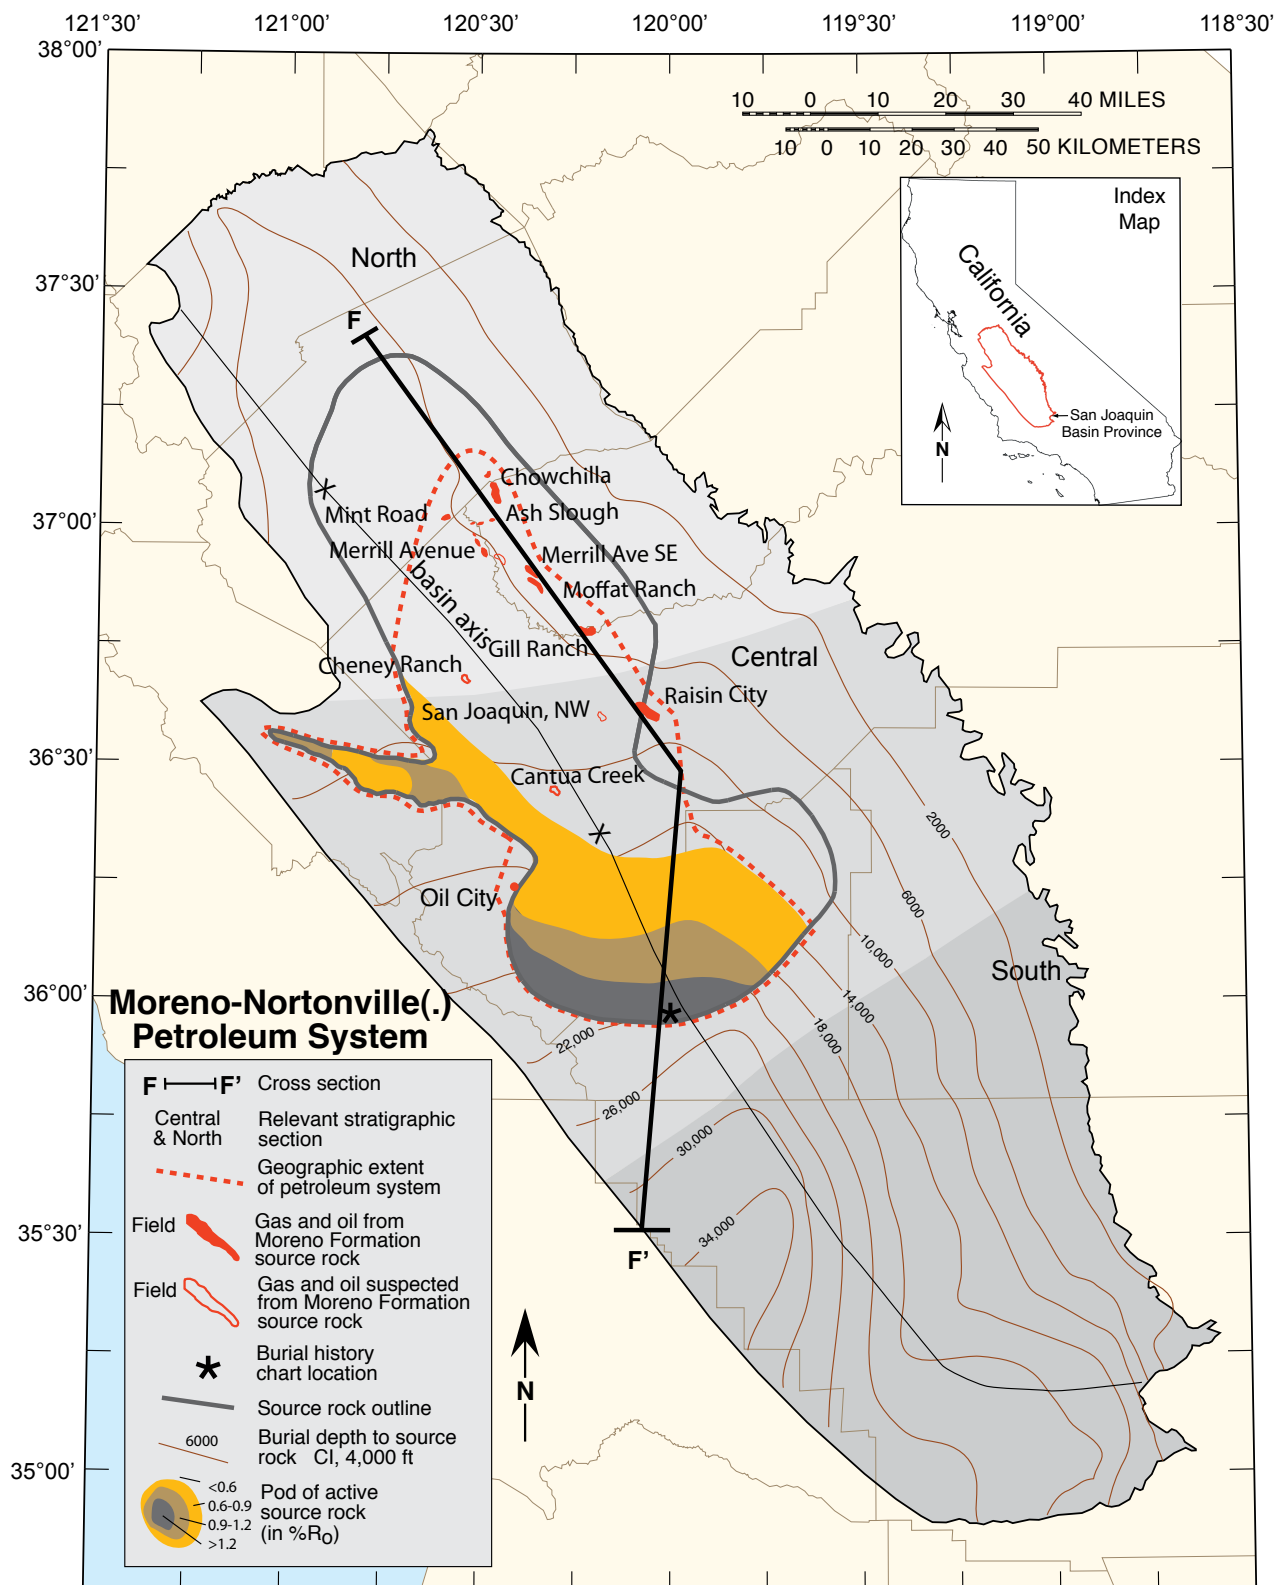 121°30' 121°00' 120°30' 120°00' 119°30' 119°00' 118°30'
38°00'
10 0 10 20 30 40 MILES
10 0 10 20 30 40 50 KILOMETERS
Index
Map
California
San Joaquin
Basin Province
N
North
37°30'
F
Chowchilla
Mint Road
Ash Slough
37°00'
Merrill Avenue
Merrill Ave SE
basin axis
Moffat Ranch
Gill Ranch
Central
Cheney Ranch
Raisin City
San Joaquin, NW
36°30'
Cantua Creek
2000
Oil City
6000
10,000
South
36°00'
14,000
18,000
22,000
26,000
30,000
34,000
35°30'
F'
N
35°00'
Moreno-Nortonville(.)
Petroleum System
F F' Cross section
Central
& North
Relevant stratigraphic
section
Geographic extent
of petroleum system
Field
Gas and oil from
Moreno Formation
source rock
Field
Gas and oil suspected
from Moreno Formation
source rock
Burial history
chart location
Source rock outline
6000
Burial depth to source
rock CI, 4,000 ft
<0.6
0.6-0.9
0.9-1.2
>1.2
Pod of active
source rock
(in %Ro)